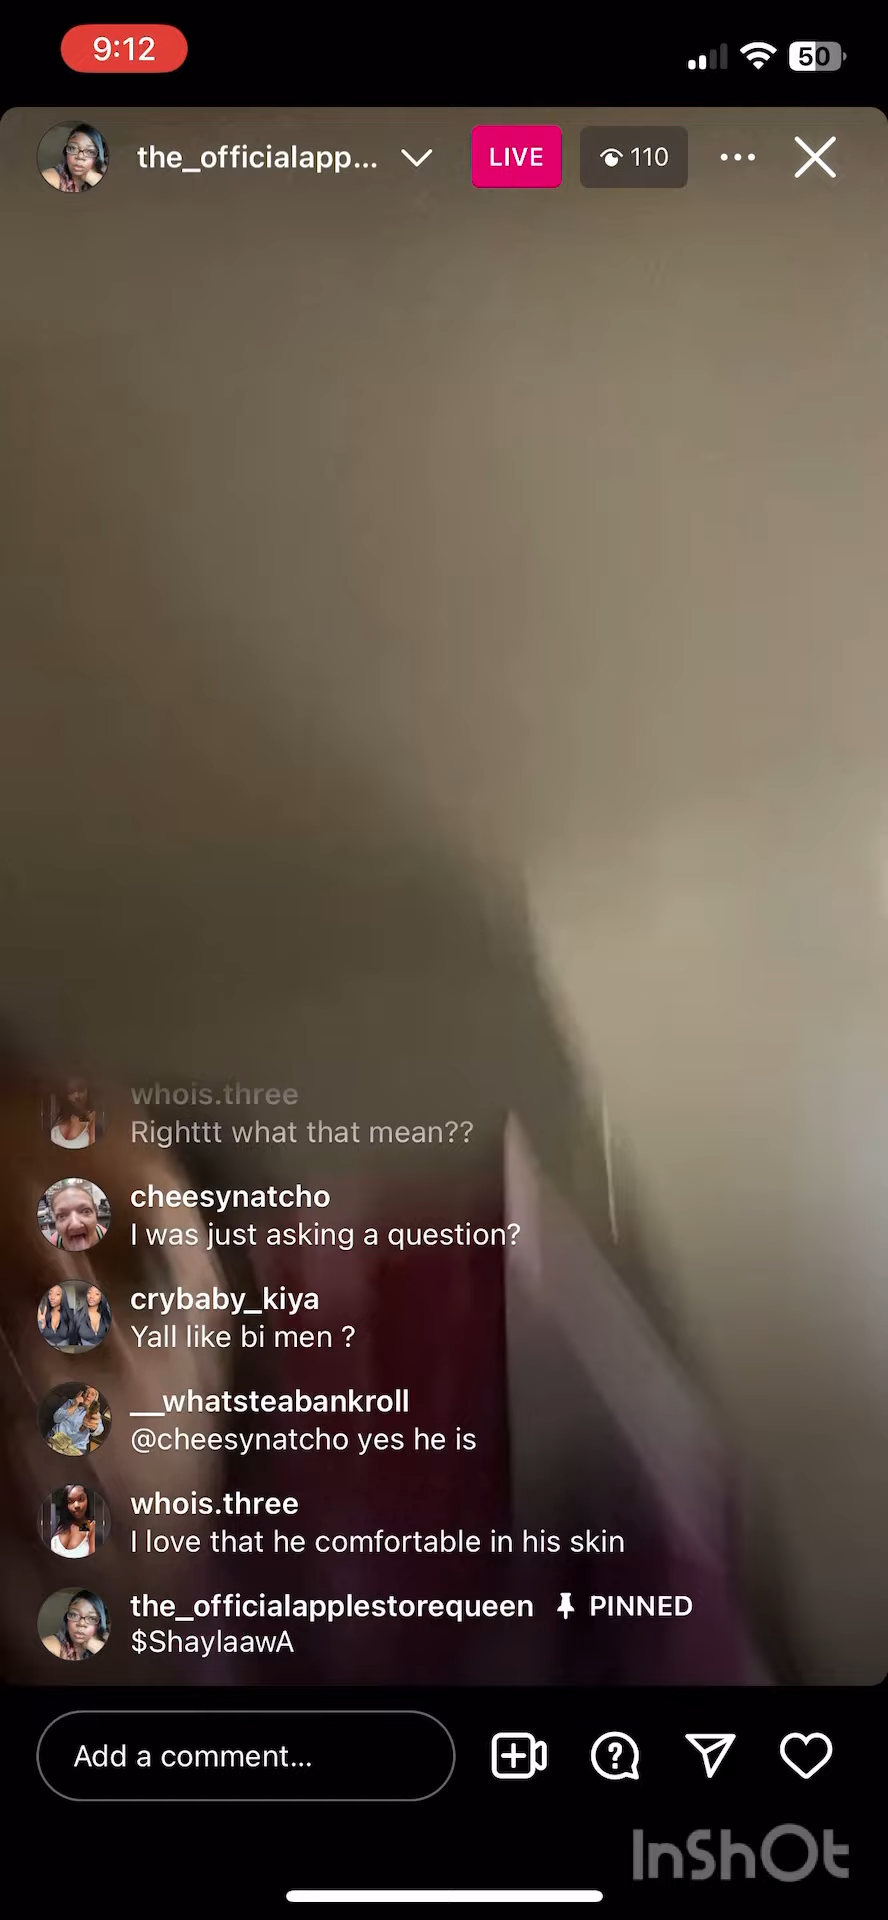 9:12
50
the_officialapp...
LIVE
110
whois.three
Righttt what that mean??
cheesynatcho
I was just asking a question?
crybaby_kiya
Yall like bi men ?
__whatsteabankroll
@cheesynatcho yes he is
whois.three
I love that he comfortable in his skin
the_officialapplestorequeen PINNED
$ShaylaawA
Add a comment...
InShOt